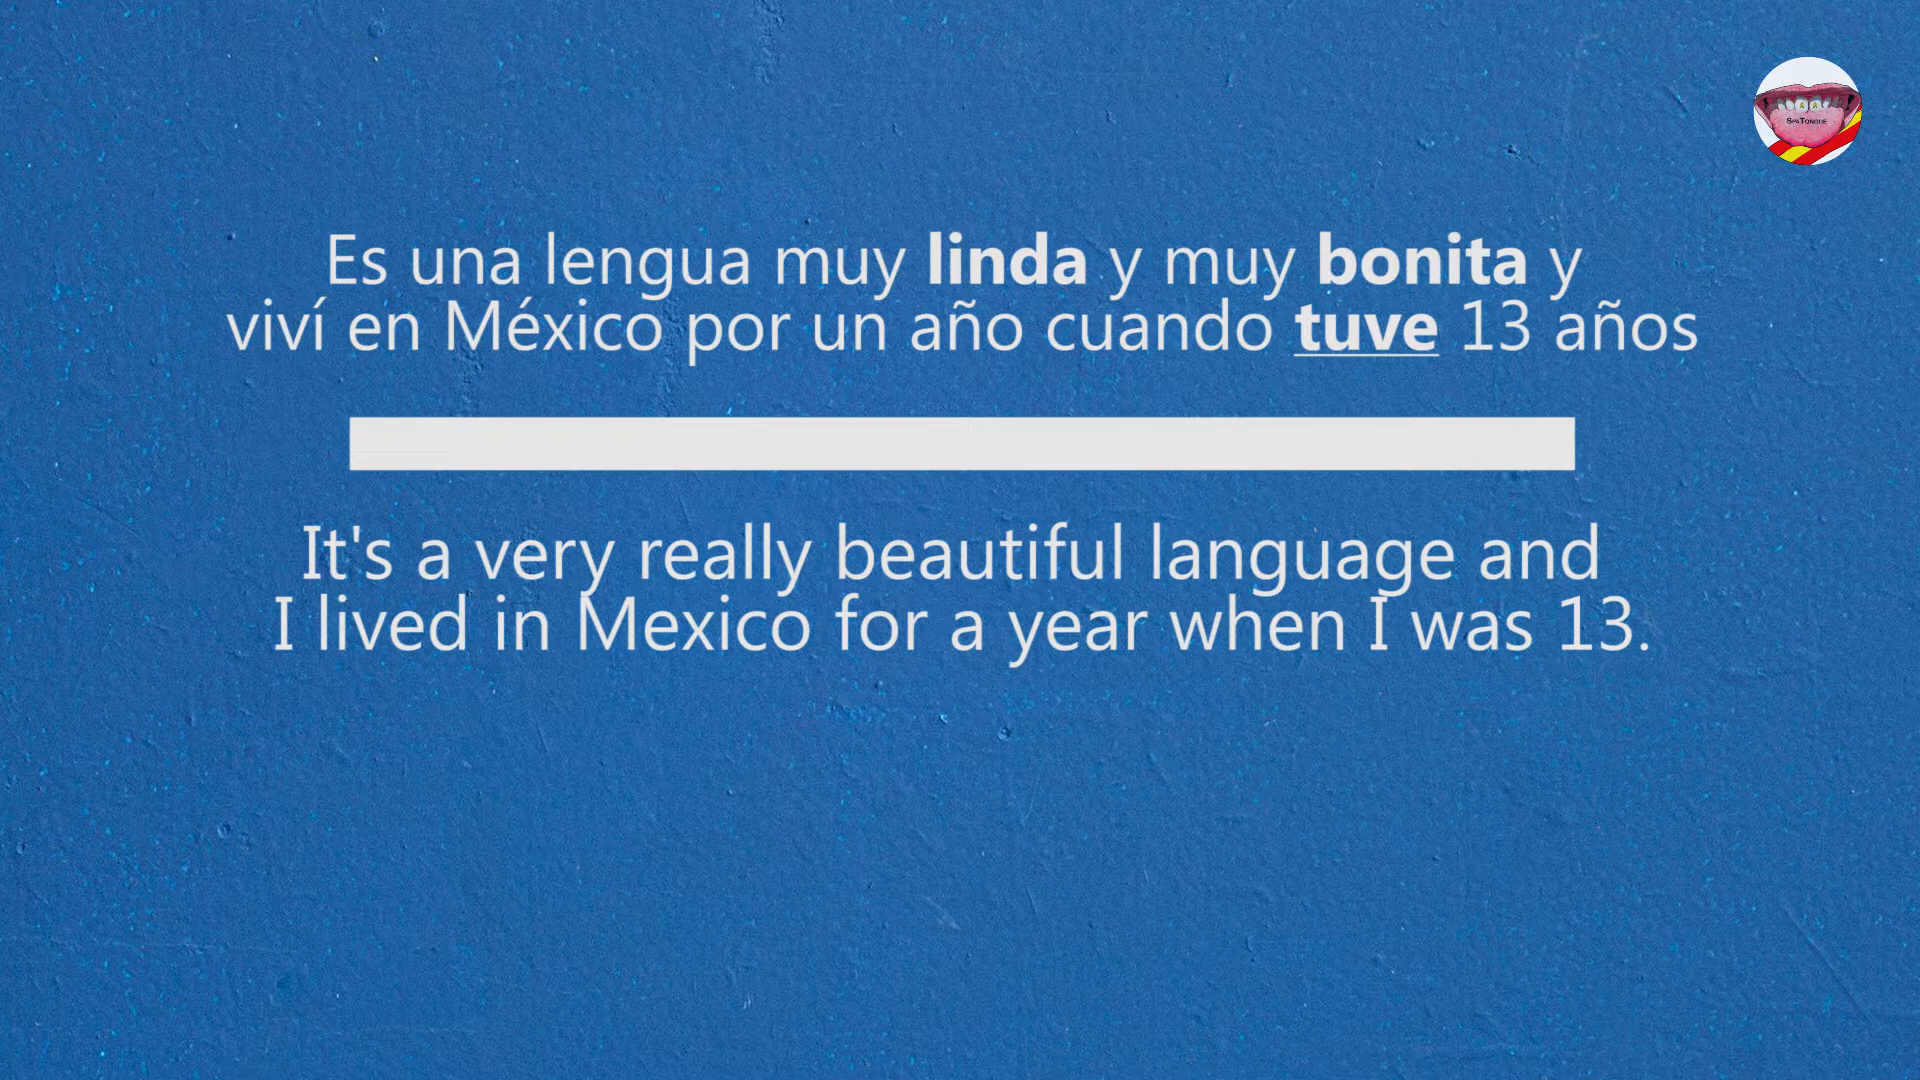 SpaTongue
Es una lengua muy linda y muy bonita y
viví en México por un año cuando tuve 13 años
It's a very really beautiful language and
I lived in Mexico for a year when I was 13.